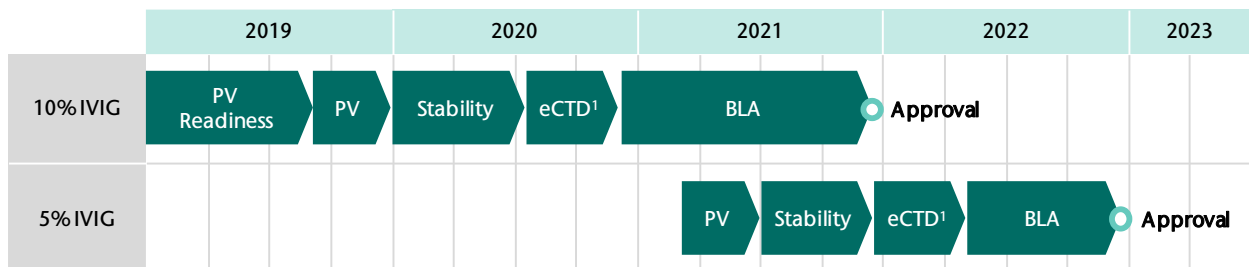 2019 2020 2021 2022 2023
10% IVIG
PV
Readiness
PV
Stability
eCTD¹
BLA
Approval
5% IVIG
PV
Stability
eCTD¹
BLA
Approval